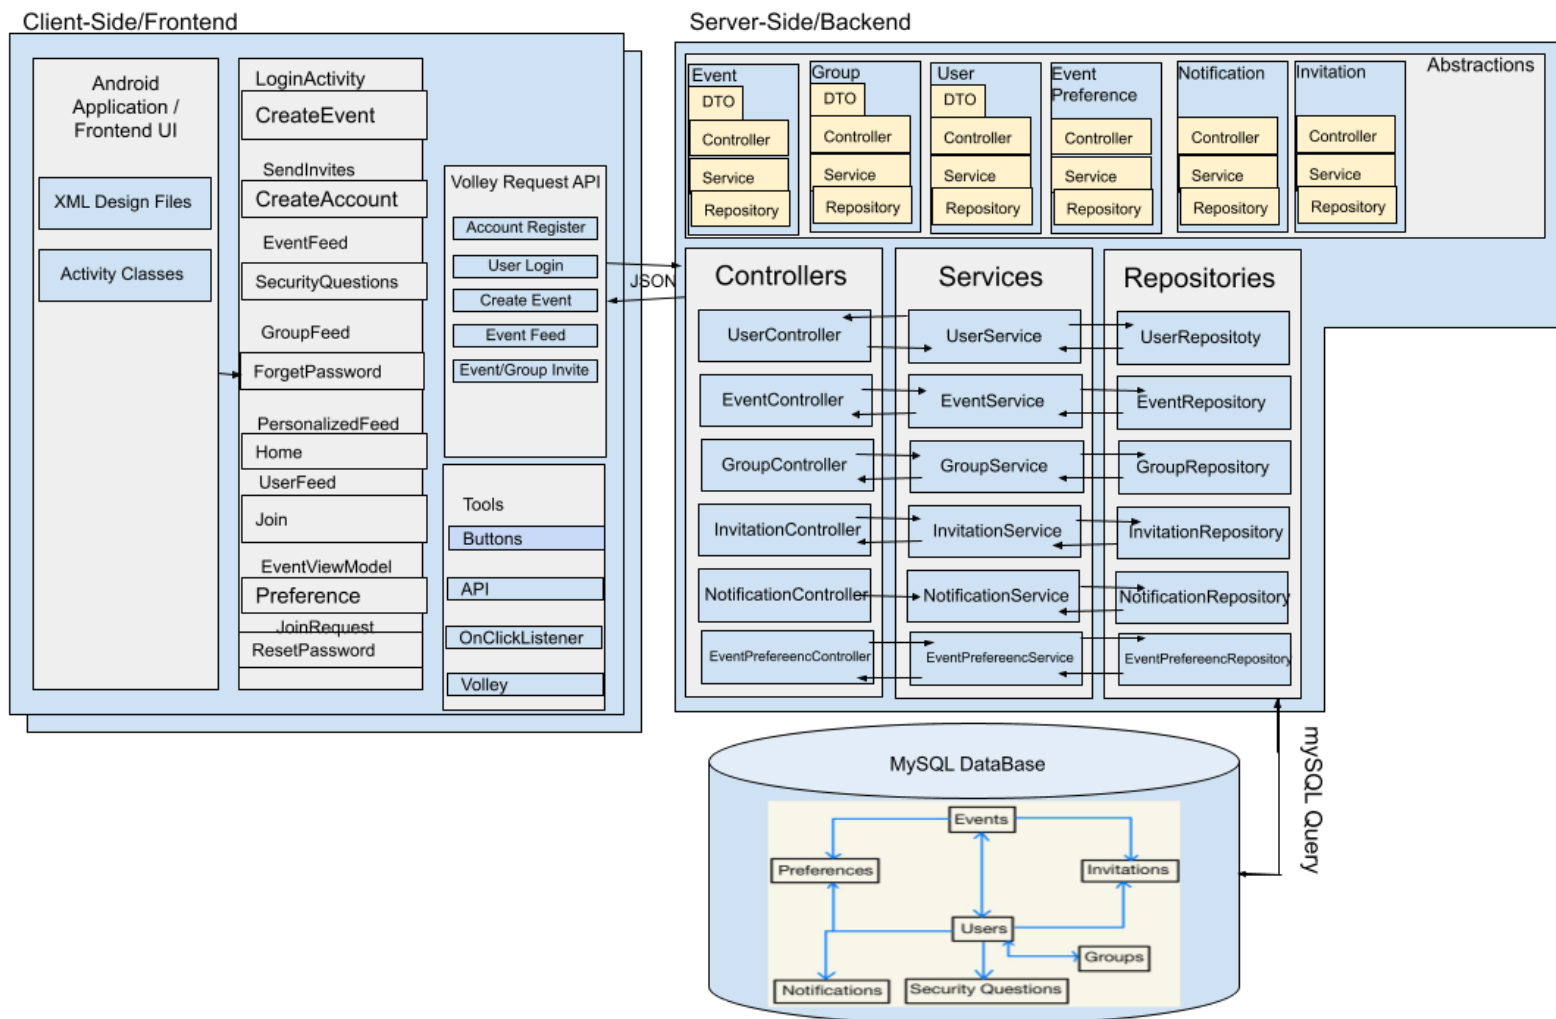 Client-Side/Frontend
Android
Application /
Frontend UI
XML Design Files
Activity Classes
LoginActivity
CreateEvent
SendInvites
CreateAccount
EventFeed
SecurityQuestions
GroupFeed
ForgetPassword
PersonalizedFeed
Home
UserFeed
Join
EventViewModel
Preference
JoinRequest
ResetPassword
Volley Request API
Account Register
User Login
Create Event
Event Feed
Event/Group Invite
Tools
Buttons
API
OnClickListener
Volley
JSON
Server-Side/Backend
Event
DTO
Controller
Service
Repository
Group
DTO
Controller
Service
Repository
User
DTO
Controller
Service
Repository
Event
Preference
Controller
Service
Repository
Notification
Controller
Service
Repository
Invitation
Controller
Service
Repository
Abstractions
Controllers
UserController
EventController
GroupController
InvitationController
NotificationController
EventPrefereencController
Services
UserService
EventService
GroupService
InvitationService
NotificationService
EventPrefereencService
Repositories
UserRepositoty
EventRepository
GroupRepository
InvitationRepository
NotificationRepository
EventPrefereencRepository
mySQL Query
MySQL DataBase
Events
Preferences
Invitations
Users
Groups
Notifications
Security Questions